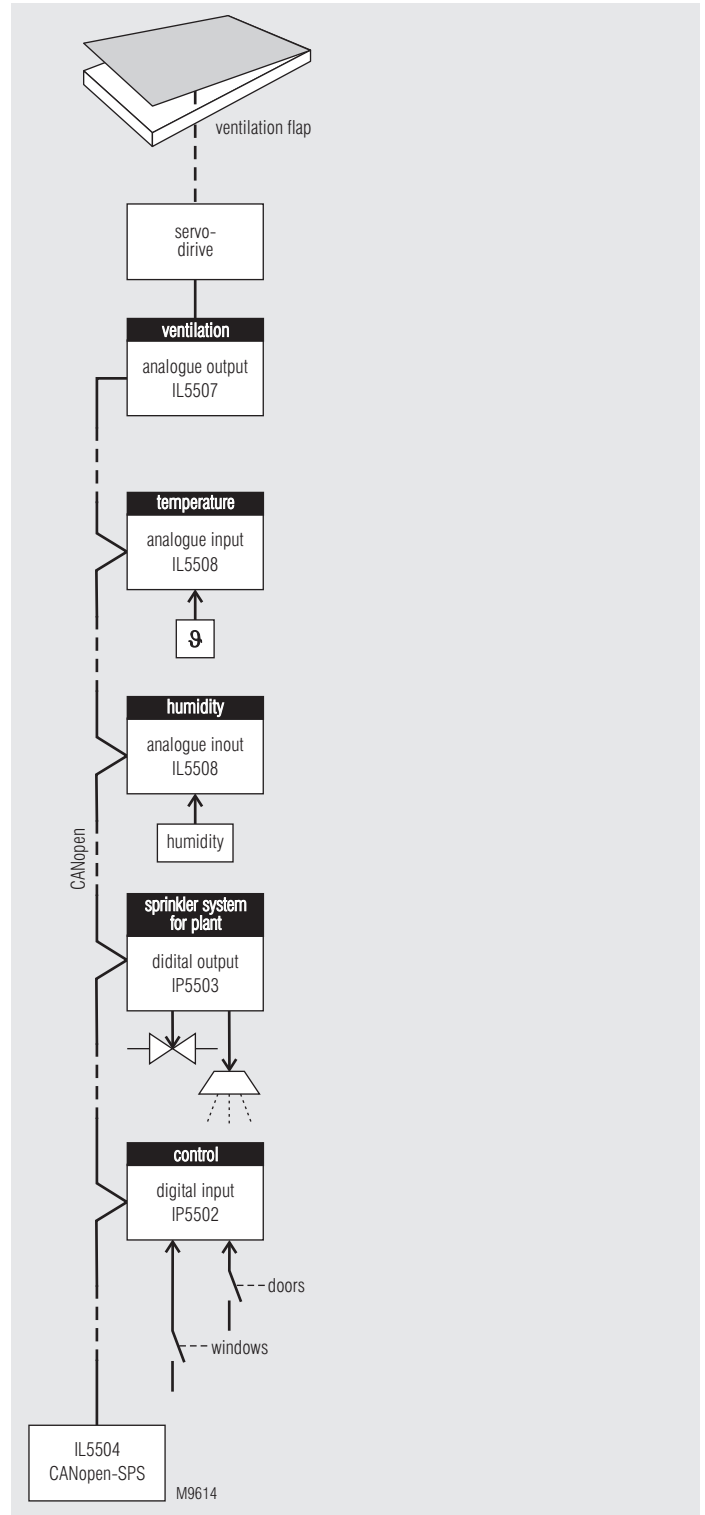 ventilation flap
servo-
dirive
ventilation
analogue output
IL5507
temperature
analogue input
IL5508
ϑ
humidity
analogue inout
IL5508
humidity
CANopen
sprinkler system
for plant
didital output
IP5503
control
digital input
IP5502
doors
windows
IL5504
CANopen-SPS
M9614